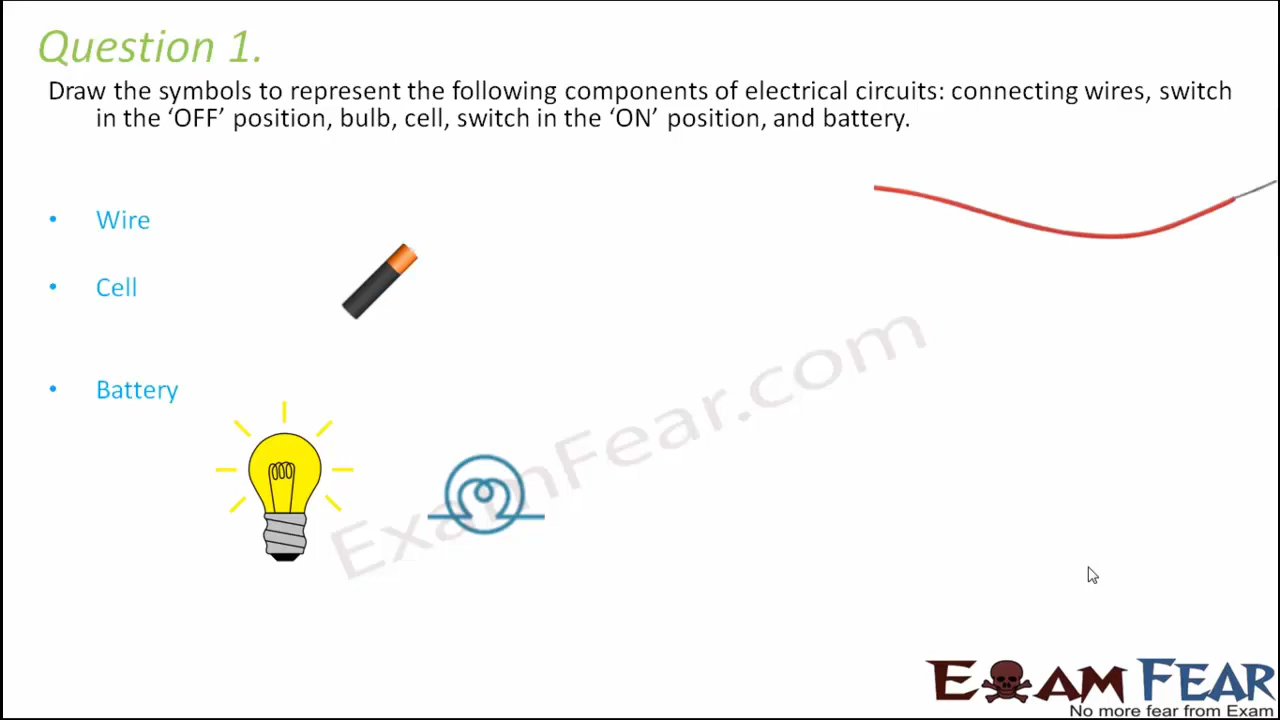 Question 1.
Draw the symbols to represent the following components of electrical circuits: connecting wires, switch
in the ‘OFF’ position, bulb, cell, switch in the ‘ON’ position, and battery.
• Wire
• Cell
• Battery
ExamFear.com
EXAM FEAR
No more fear from Exam